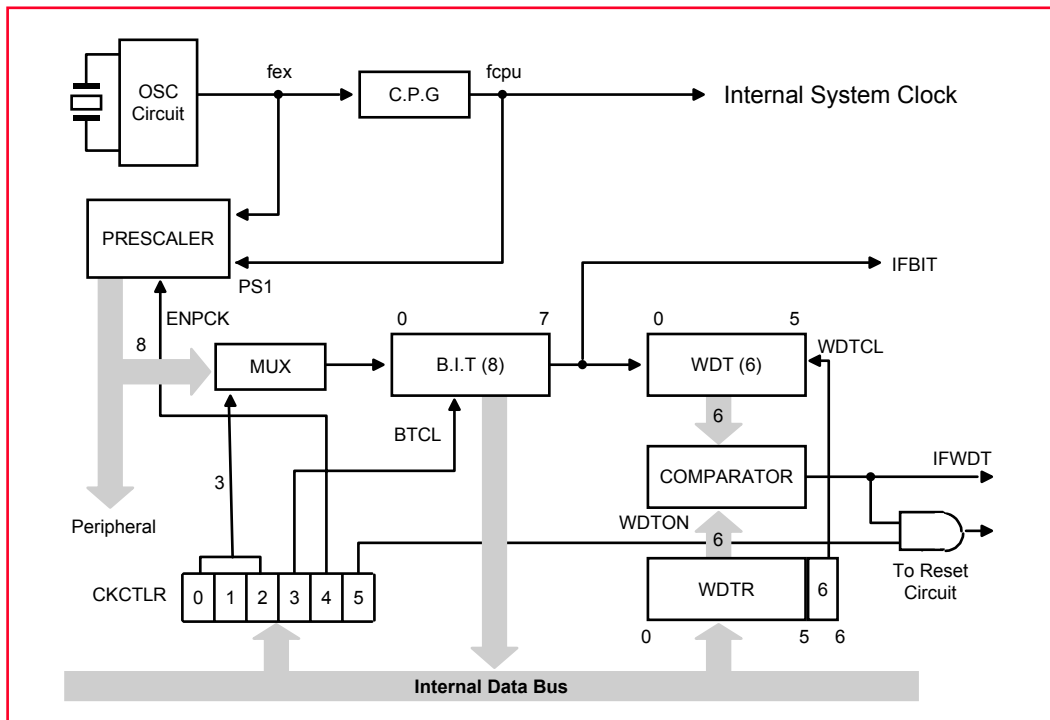 fex
fcpu
OSC
Circuit
C.P.G
Internal System Clock
PRESCALER
PS1
IFBIT
ENPCK
0 7
0 5
8
MUX
B.I.T (8)
WDT (6)
WDTCL
BTCL
6
3
COMPARATOR
IFWDT
Peripheral
WDTON
6
To Reset
Circuit
CKCTLR
0 1 2 3 4 5
WDTR
6
0 5 6
Internal Data Bus